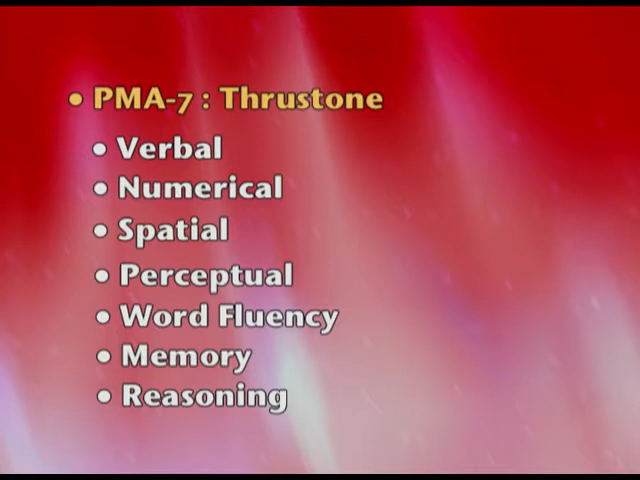 • PMA-7 : Thrustone
• Verbal
• Numerical
• Spatial
• Perceptual
• Word Fluency
• Memory
• Reasoning